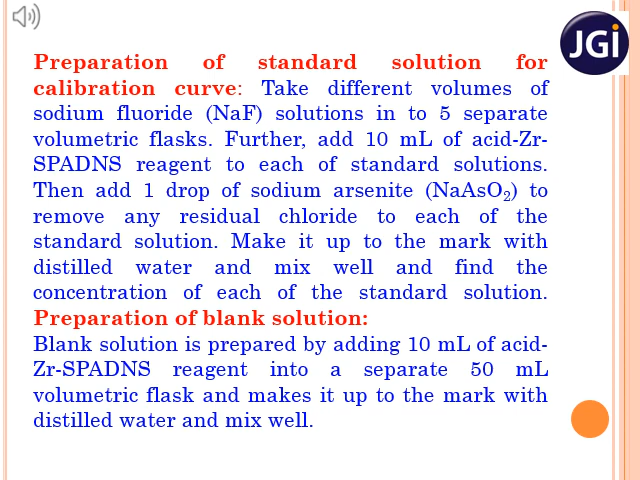 JGi
Preparation of standard solution for
calibration curve: Take different volumes of
sodium fluoride (NaF) solutions in to 5 separate
volumetric flasks. Further, add 10 mL of acid-Zr-
SPADNS reagent to each of standard solutions.
Then add 1 drop of sodium arsenite (NaAsO₂) to
remove any residual chloride to each of the
standard solution. Make it up to the mark with
distilled water and mix well and find the
concentration of each of the standard solution.
Preparation of blank solution:
Blank solution is prepared by adding 10 mL of acid-
Zr-SPADNS reagent into a separate 50 mL
volumetric flask and makes it up to the mark with
distilled water and mix well.